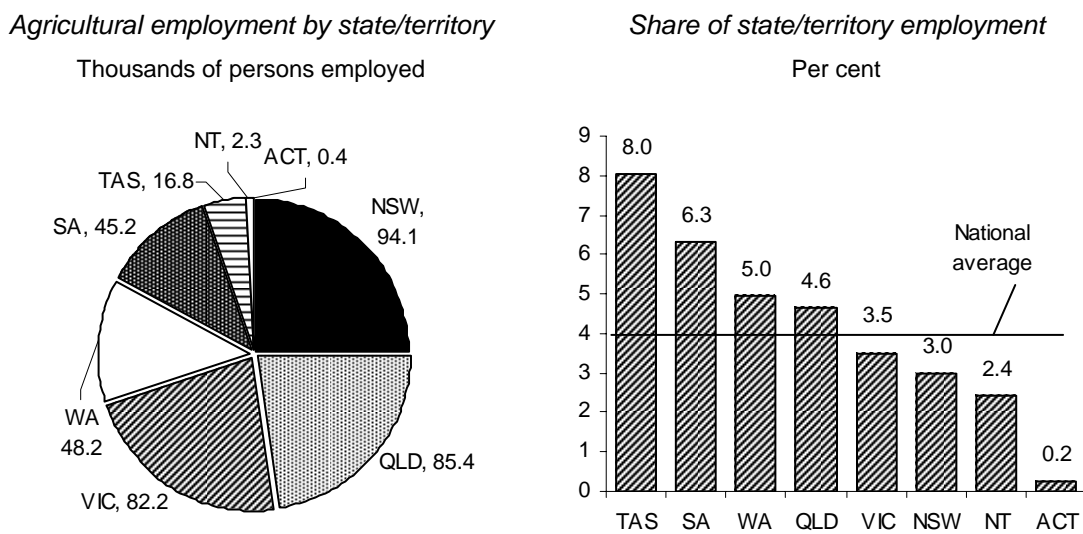 Agricultural employment by state/territory
Thousands of persons employed
NT, 2.3
ACT, 0.4
TAS, 16.8
NSW,
94.1
SA, 45.2
WA
48.2
QLD, 85.4
VIC, 82.2
Share of state/territory employment
Per cent
9
8
7
6
5
4
3
2
1
0
8.0
6.3
5.0
4.6
3.5
3.0
2.4
0.2
National
average
TAS SA WA QLD VIC NSW NT ACT